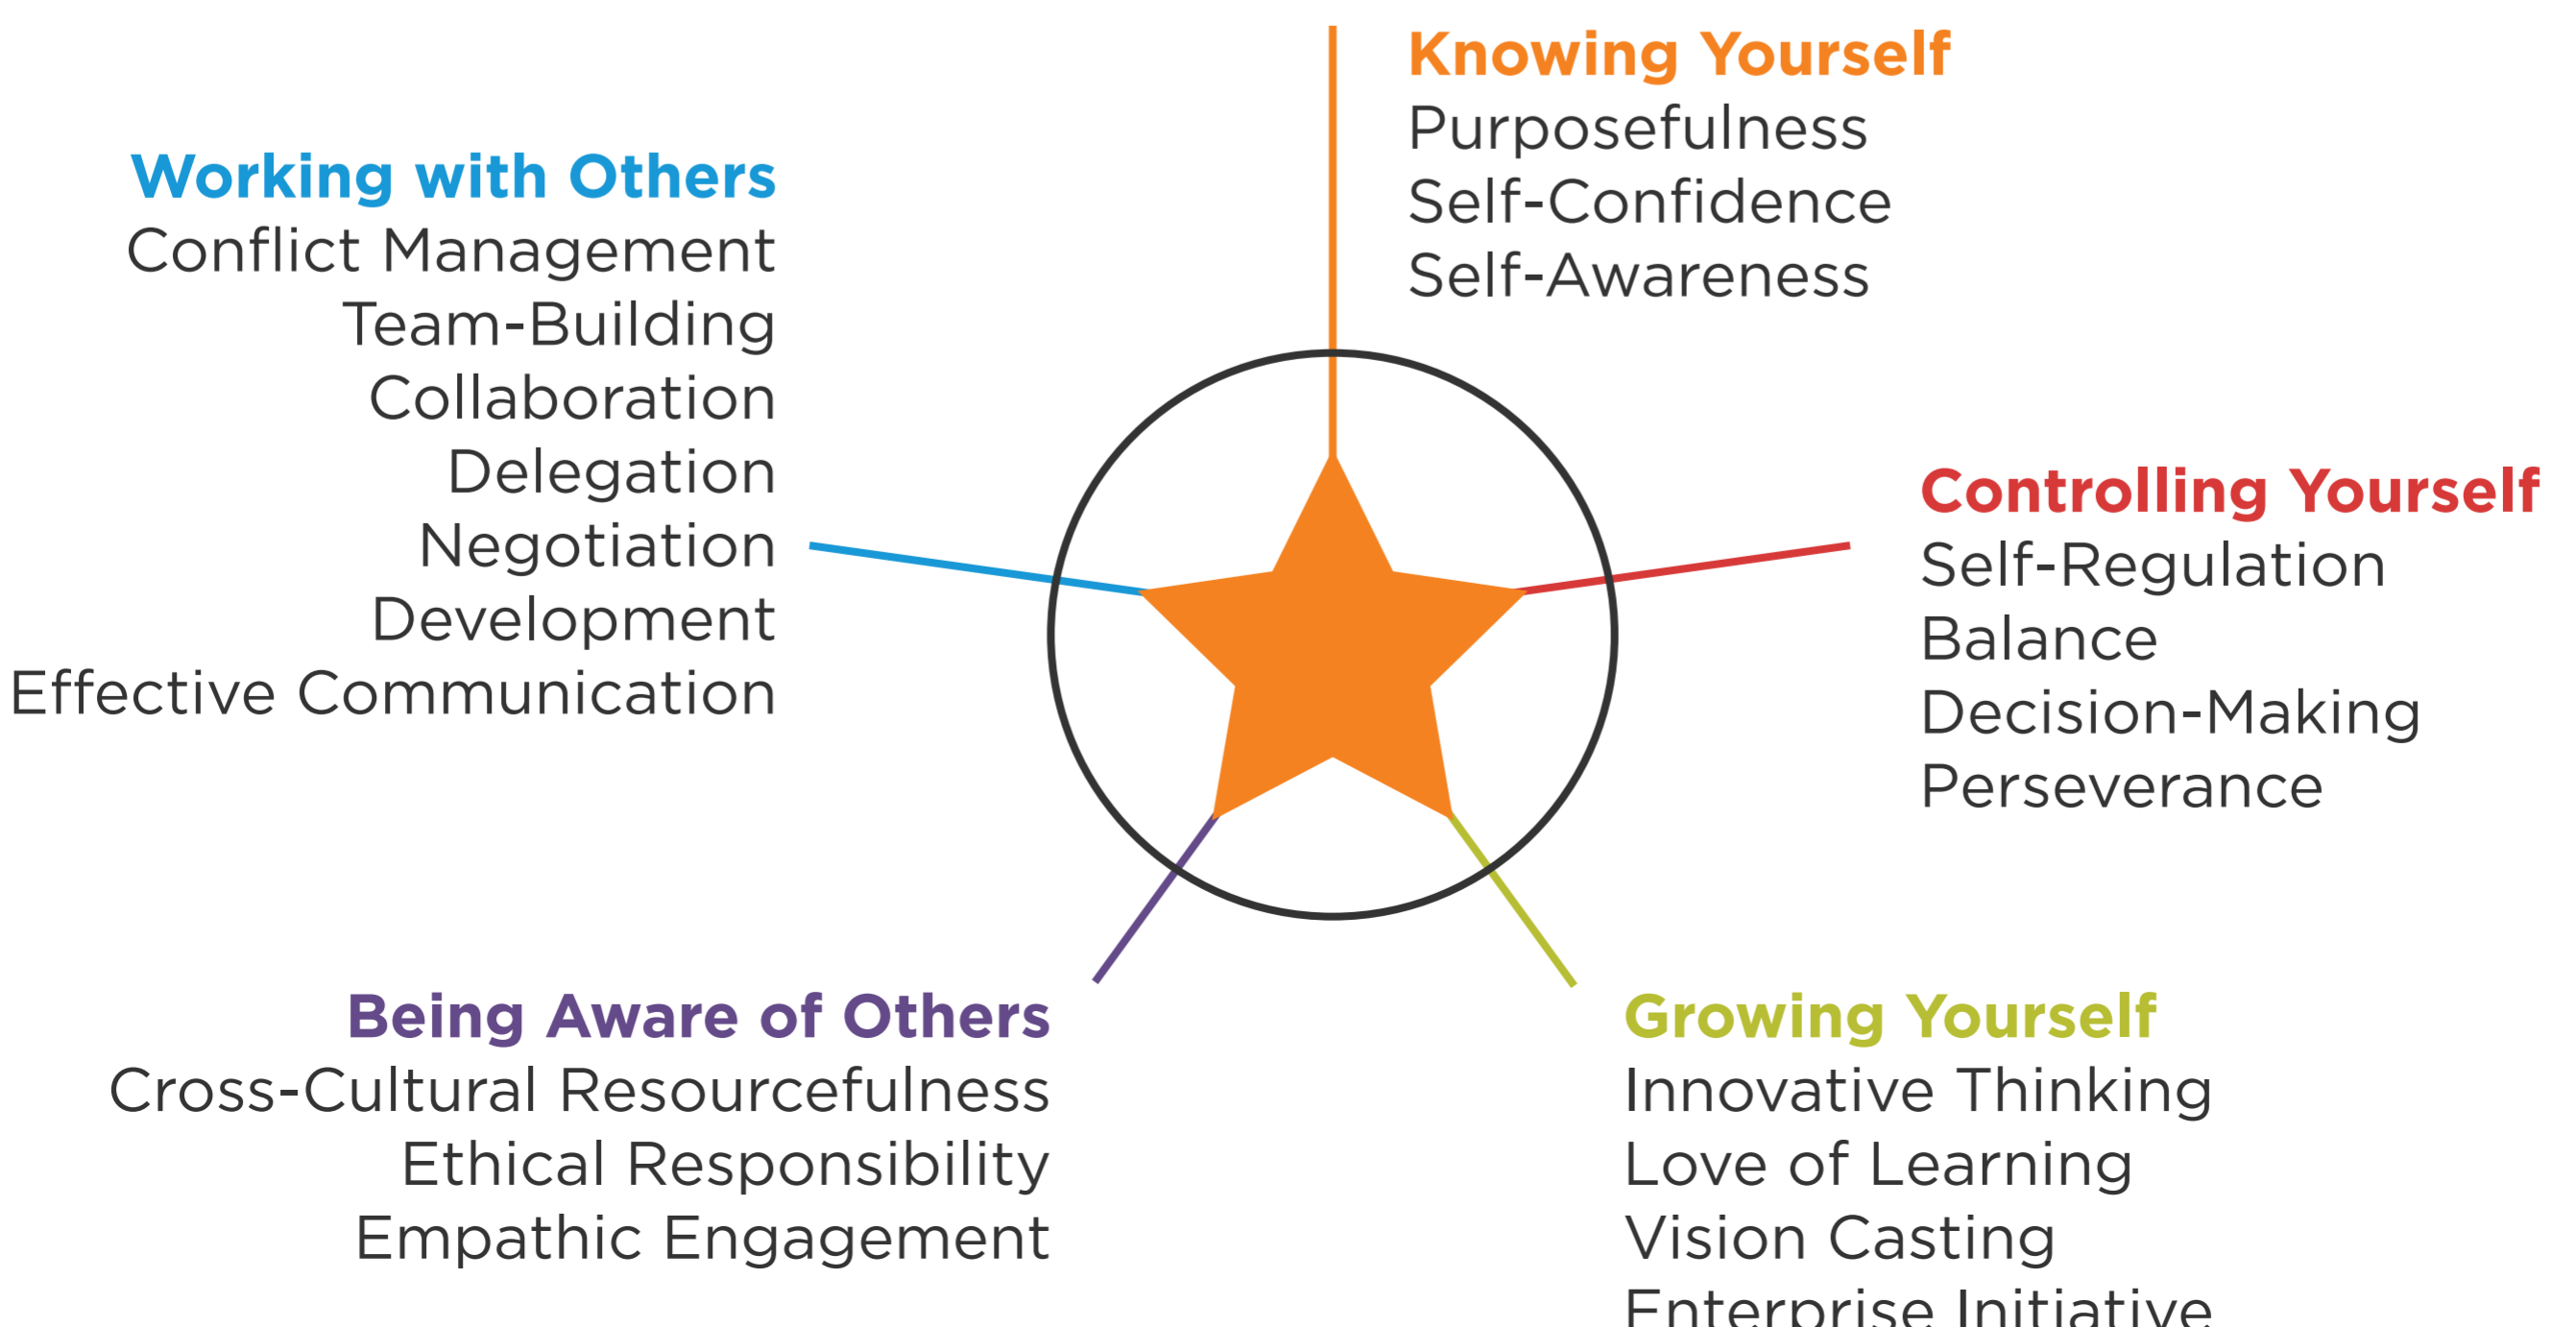 Knowing Yourself
Purposefulness
Self-Confidence
Self-Awareness
Working with Others
Conflict Management
Team-Building
Collaboration
Delegation
Negotiation
Development
Effective Communication
Controlling Yourself
Self-Regulation
Balance
Decision-Making
Perseverance
Being Aware of Others
Cross-Cultural Resourcefulness
Ethical Responsibility
Empathic Engagement
Growing Yourself
Innovative Thinking
Love of Learning
Vision Casting
Enterprise Initiative